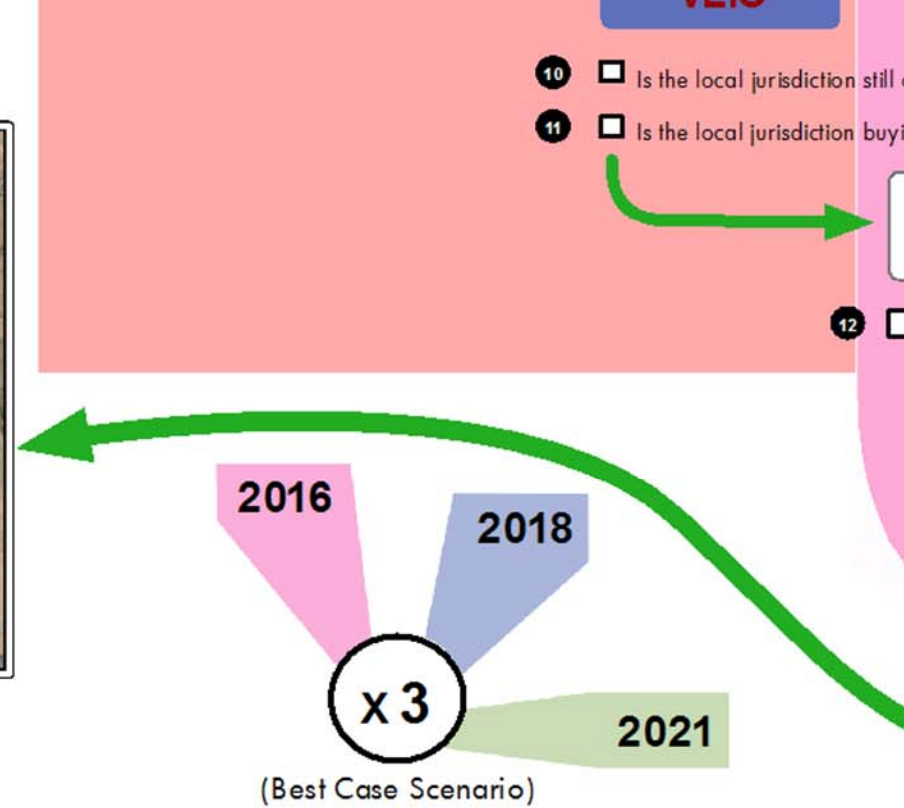 10 Is the local jurisdiction still
11 Is the local jurisdiction
12
2016
2018
x 3
2021
(Best Case Scenario)